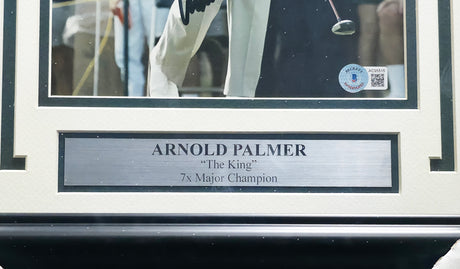 ARNOLD PALMER
“The King”
7x Major Champion